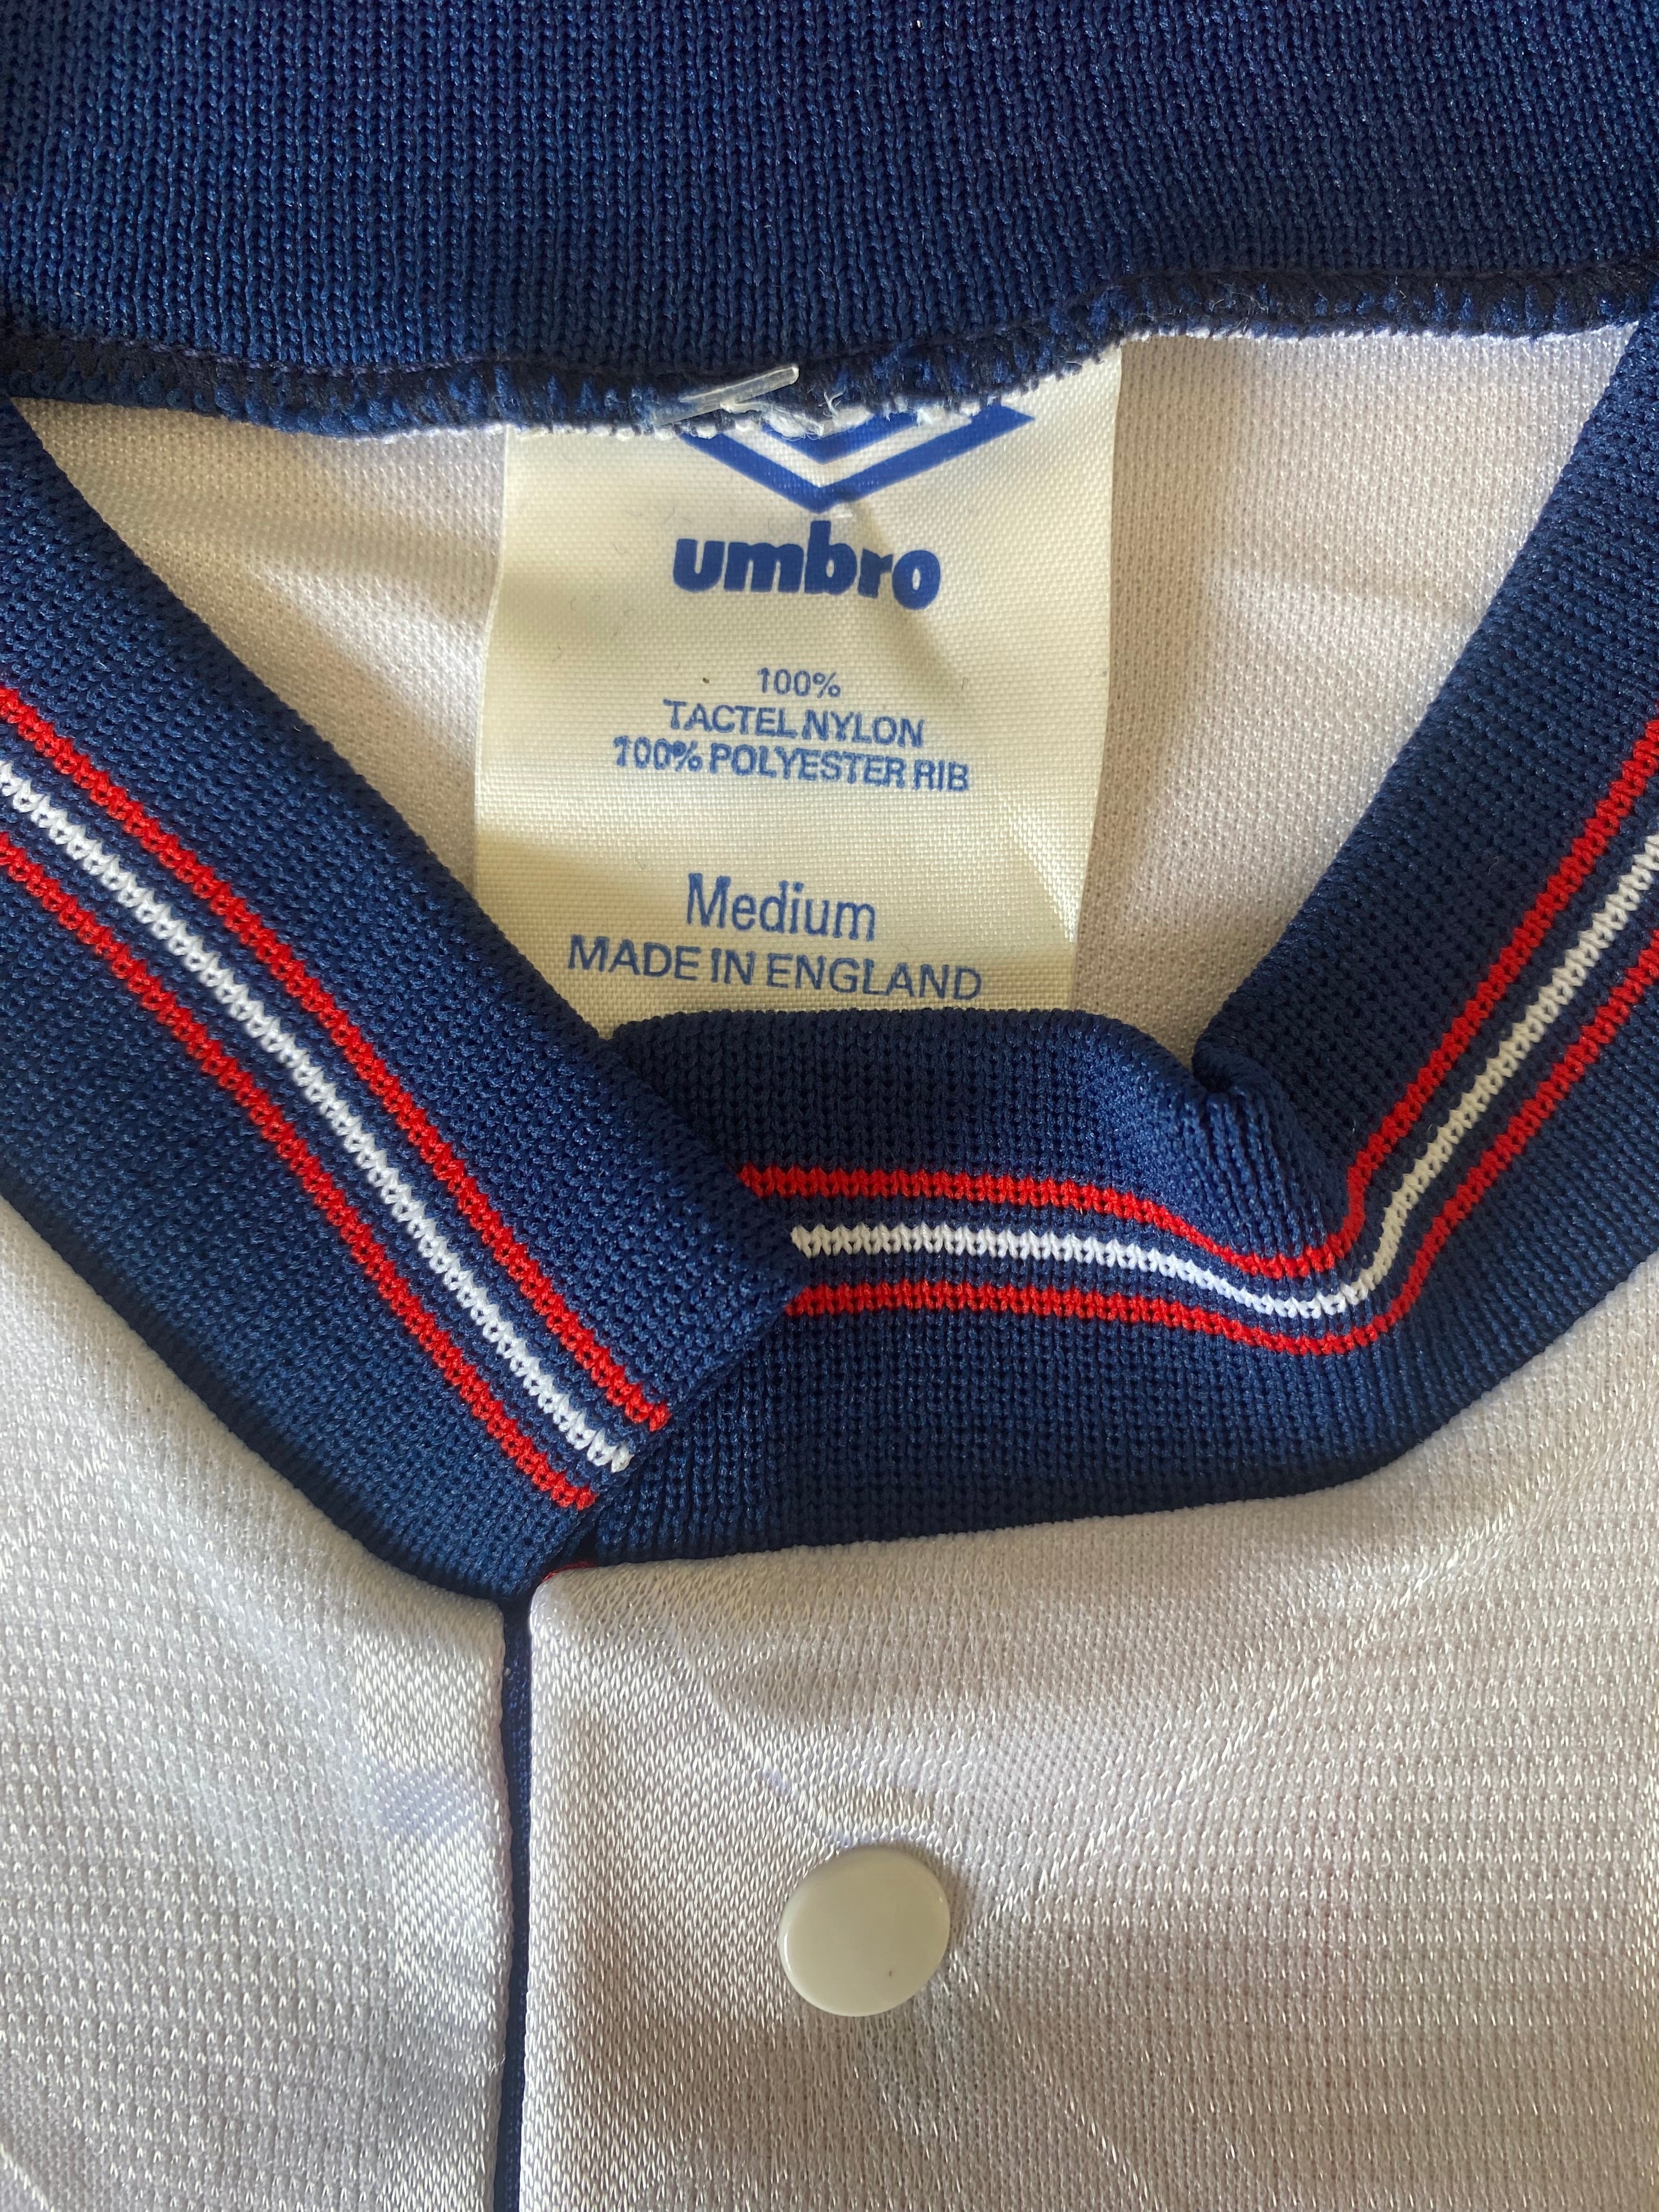 umbro
100%
TACTEL NYLON
100% POLYESTER RIB
Medium
MADE IN ENGLAND